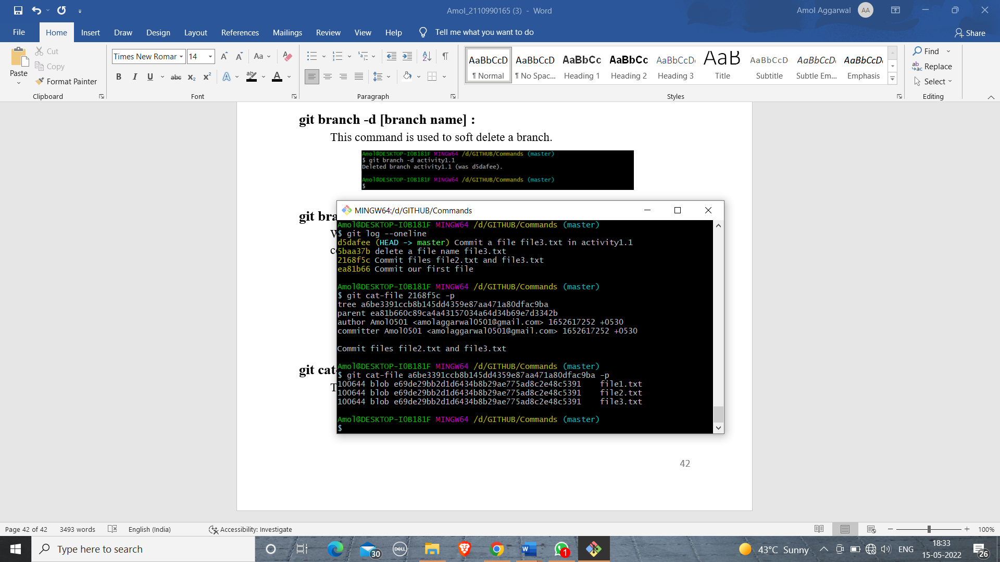 Amol_2110990165 (3) - Word
Amol Aggarwal AA
File Home Insert Draw Design Layout References Mailings Review View Help Tell me what you want to do Share
Paste
Cut
Copy
Format Painter
Clipboard
Times New Roman 14
Font
Paragraph
AaBbCcD AaBbCcD AaBbCc AaBbCc AaBbCcD AaB AaBbCcD AaBbCcD AaBbCcD
¶ Normal ¶ No Spac... Heading 1 Heading 2 Heading 3 Title Subtitle Subtle Em... Emphasis
Styles
Find
Replace
Select
Editing
git branch -d [branch name] :
This command is used to soft delete a branch.
Amol@DESKTOP-IOB181F MINGW64 /d/GITHUB/Commands (master)
$ git branch -d activity1.1
Deleted branch activity1.1 (was d5dafee).
Amol@DESKTOP-IOB181F MINGW64 /d/GITHUB/Commands (master)
$
git bra
git cat-
MINGW64:/d/GITHUB/Commands
Amol@DESKTOP-IOB181F MINGW64 /d/GITHUB/Commands (master)
$ git log --oneline
d5dafee (HEAD -> master) Commit a file file3.txt in activity1.1
5baa37b delete a file name file3.txt
2168f5c Commit files file2.txt and file3.txt
ea81b66 Commit our first file
Amol@DESKTOP-IOB181F MINGW64 /d/GITHUB/Commands (master)
$ git cat-file 2168f5c -p
tree a6be3391ccb8b145dd4359e87aa471a80dfac9ba
parent ea81b660c89ca4a43157034a64d34b69e7d3342b
author Amol0501 <amolaggarwal0501@gmail.com> 1652617252 +0530
committer Amol0501 <amolaggarwal0501@gmail.com> 1652617252 +0530
Commit files file2.txt and file3.txt
Amol@DESKTOP-IOB181F MINGW64 /d/GITHUB/Commands (master)
$ git cat-file a6be3391ccb8b145dd4359e87aa471a80dfac9ba -p
100644 blob e69de29bb2d1d6434b8b29ae775ad8c2e48c5391 file1.txt
100644 blob e69de29bb2d1d6434b8b29ae775ad8c2e48c5391 file2.txt
100644 blob e69de29bb2d1d6434b8b29ae775ad8c2e48c5391 file3.txt
Amol@DESKTOP-IOB181F MINGW64 /d/GITHUB/Commands (master)
$
42
Page 42 of 42 3493 words English (India) Accessibility: Investigate 100%
Type here to search
30
DELL
1
43°C Sunny
ENG
18:33
15-05-2022
26